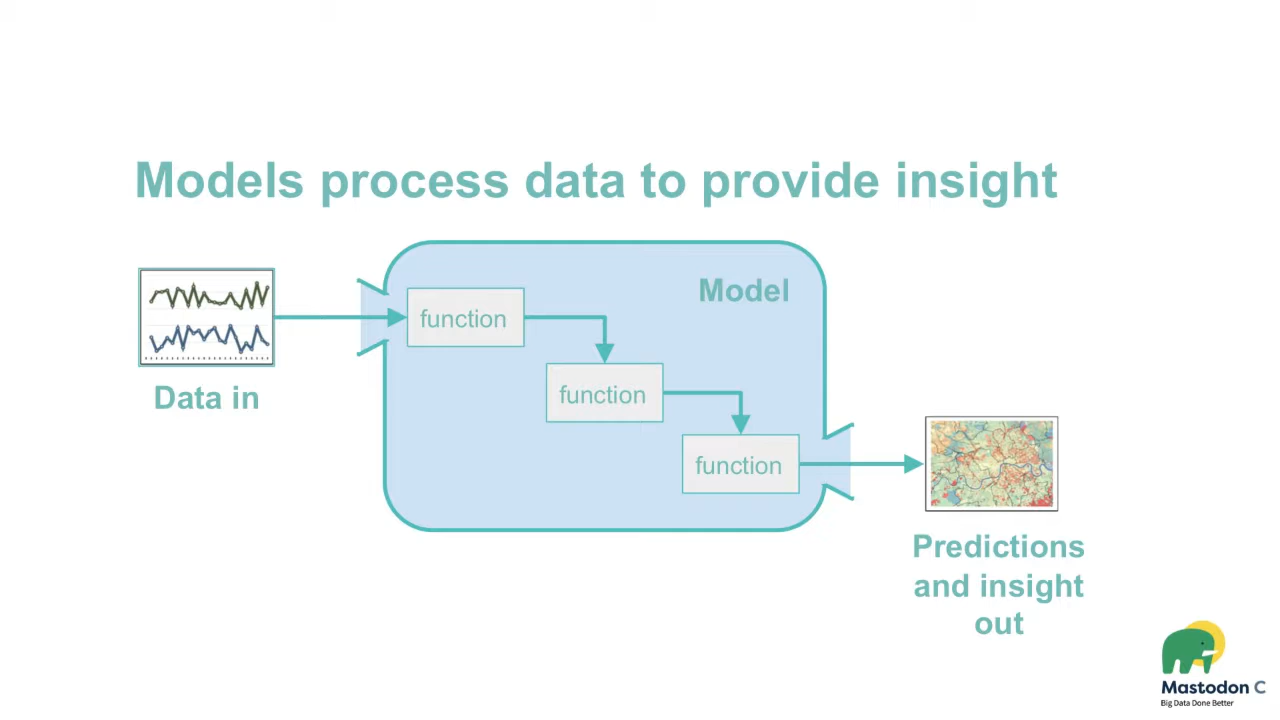 Models process data to provide insight
Model
function
function
function
Data in
Predictions
and insight
out
Mastodon C
Big Data Done Better